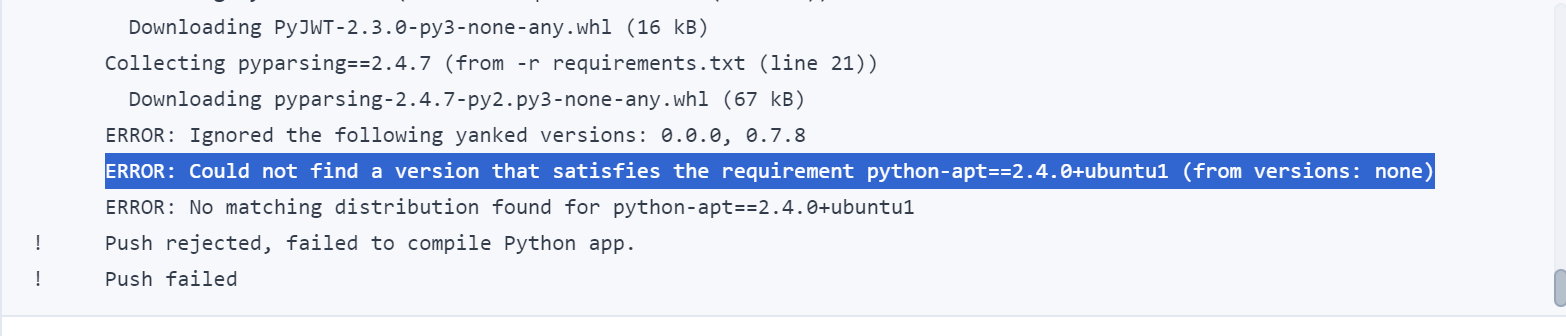 Downloading PyJWT-2.3.0-py3-none-any.whl (16 kB)
Collecting pyparsing==2.4.7 (from -r requirements.txt (line 21))
Downloading pyparsing-2.4.7-py2.py3-none-any.whl (67 kB)
ERROR: Ignored the following yanked versions: 0.0.0, 0.7.8
ERROR: Could not find a version that satisfies the requirement python-apt==2.4.0+ubuntu1 (from versions: none)
ERROR: No matching distribution found for python-apt==2.4.0+ubuntu1
! Push rejected, failed to compile Python app.
! Push failed